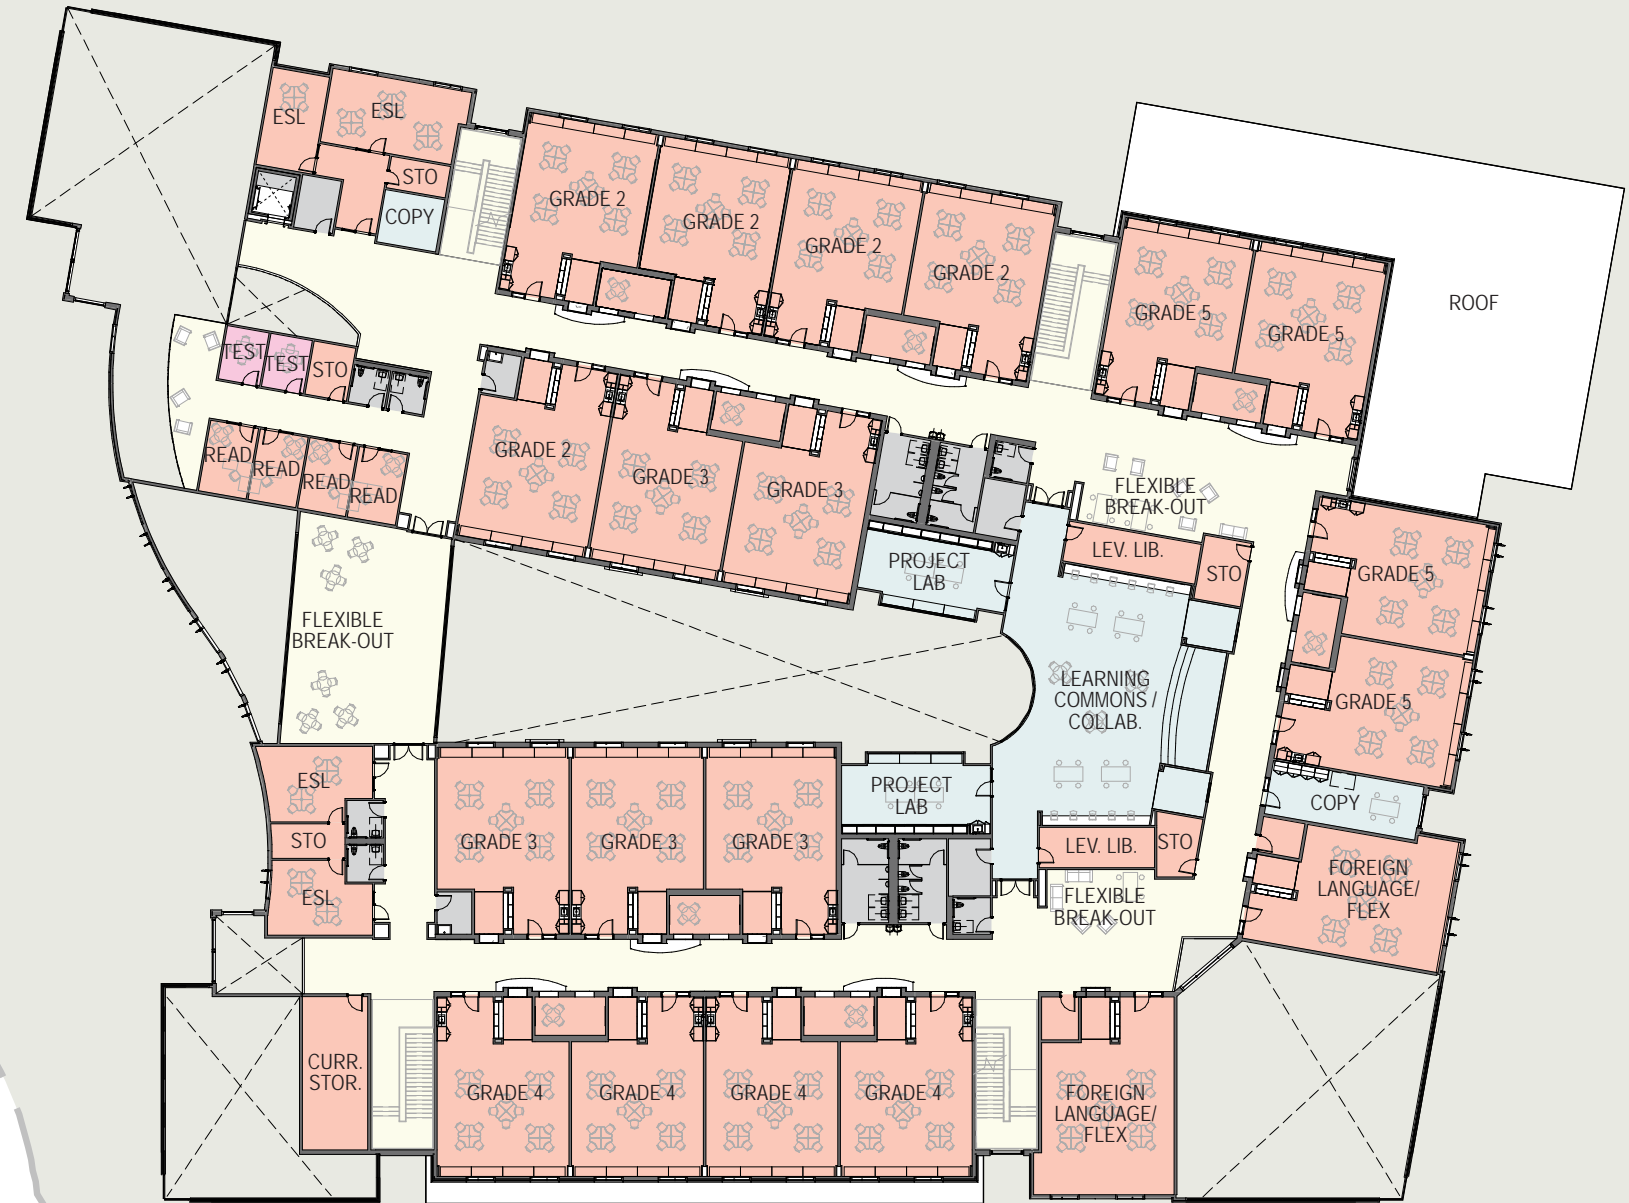 ESL
ESL
STO
COPY
GRADE 2
GRADE 2
GRADE 2
GRADE 2
GRADE 5
GRADE 5
ROOF
TEST
TEST
STO
READ
READ
READ
READ
GRADE 2
GRADE 3
GRADE 3
FLEXIBLE
BREAK-OUT
LEV. LIB.
STO
PROJECT
LAB
GRADE 5
FLEXIBLE
BREAK-OUT
LEARNING
COMMONS /
COLLAB.
GRADE 5
ESL
STO
ESL
GRADE 3
GRADE 3
GRADE 3
PROJECT
LAB
COPY
LEV. LIB.
STO
FLEXIBLE
BREAK-OUT
FOREIGN
LANGUAGE/
FLEX
CURR.
STOR.
GRADE 4
GRADE 4
GRADE 4
GRADE 4
FOREIGN
LANGUAGE/
FLEX